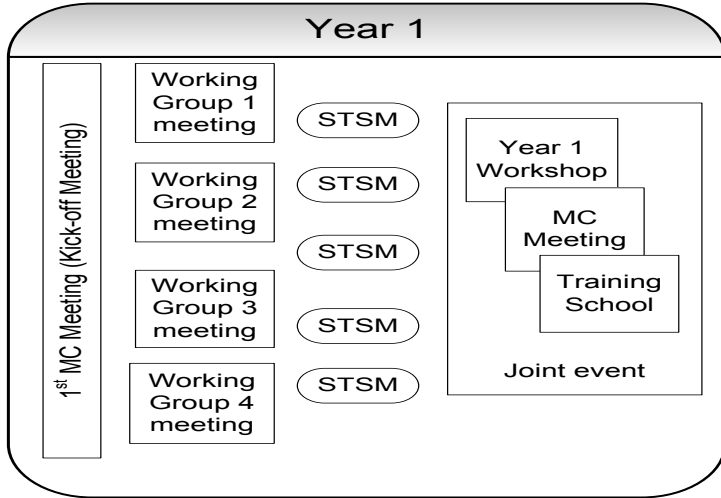 Year 1
1st MC Meeting (Kick-off Meeting)
Working
Group 1
meeting
Working
Group 2
meeting
Working
Group 3
meeting
Working
Group 4
meeting
STSM
STSM
STSM
STSM
STSM
Year 1
Workshop
MC
Meeting
Training
School
Joint event